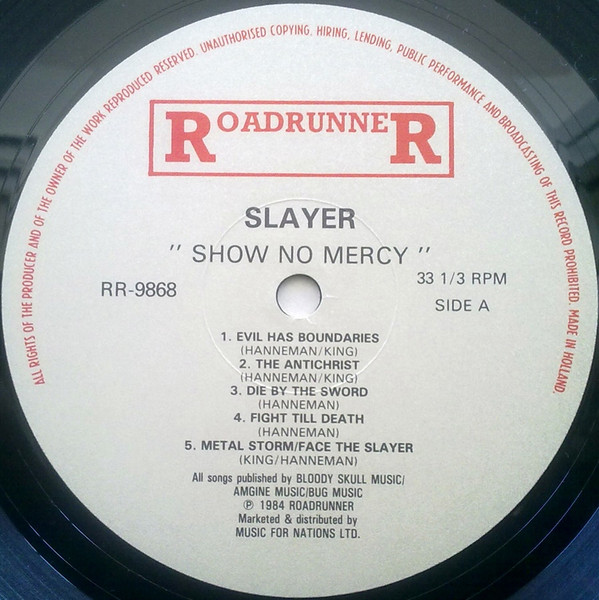 ALL RIGHTS OF THE PRODUCER AND OF THE OWNER OF THE WORK REPRODUCED RESERVED. UNAUTHORISED COPYING, HIRING, LENDING, PUBLIC PERFORMANCE AND BROADCASTING OF THIS RECORD PROHIBITED. MADE IN HOLLAND.
ROADRUNNER
SLAYER
" SHOW NO MERCY "
RR-9868
33 1/3 RPM
SIDE A
1. EVIL HAS BOUNDARIES
(HANNEMAN/KING)
2. THE ANTICHRIST
(HANNEMAN/KING)
3. DIE BY THE SWORD
(HANNEMAN)
4. FIGHT TILL DEATH
(HANNEMAN)
5. METAL STORM/FACE THE SLAYER
(KING/HANNEMAN)
All songs published by BLOODY SKULL MUSIC/
AMGINE MUSIC/BUG MUSIC
℗ 1984 ROADRUNNER
Marketed & distributed by
MUSIC FOR NATIONS LTD.